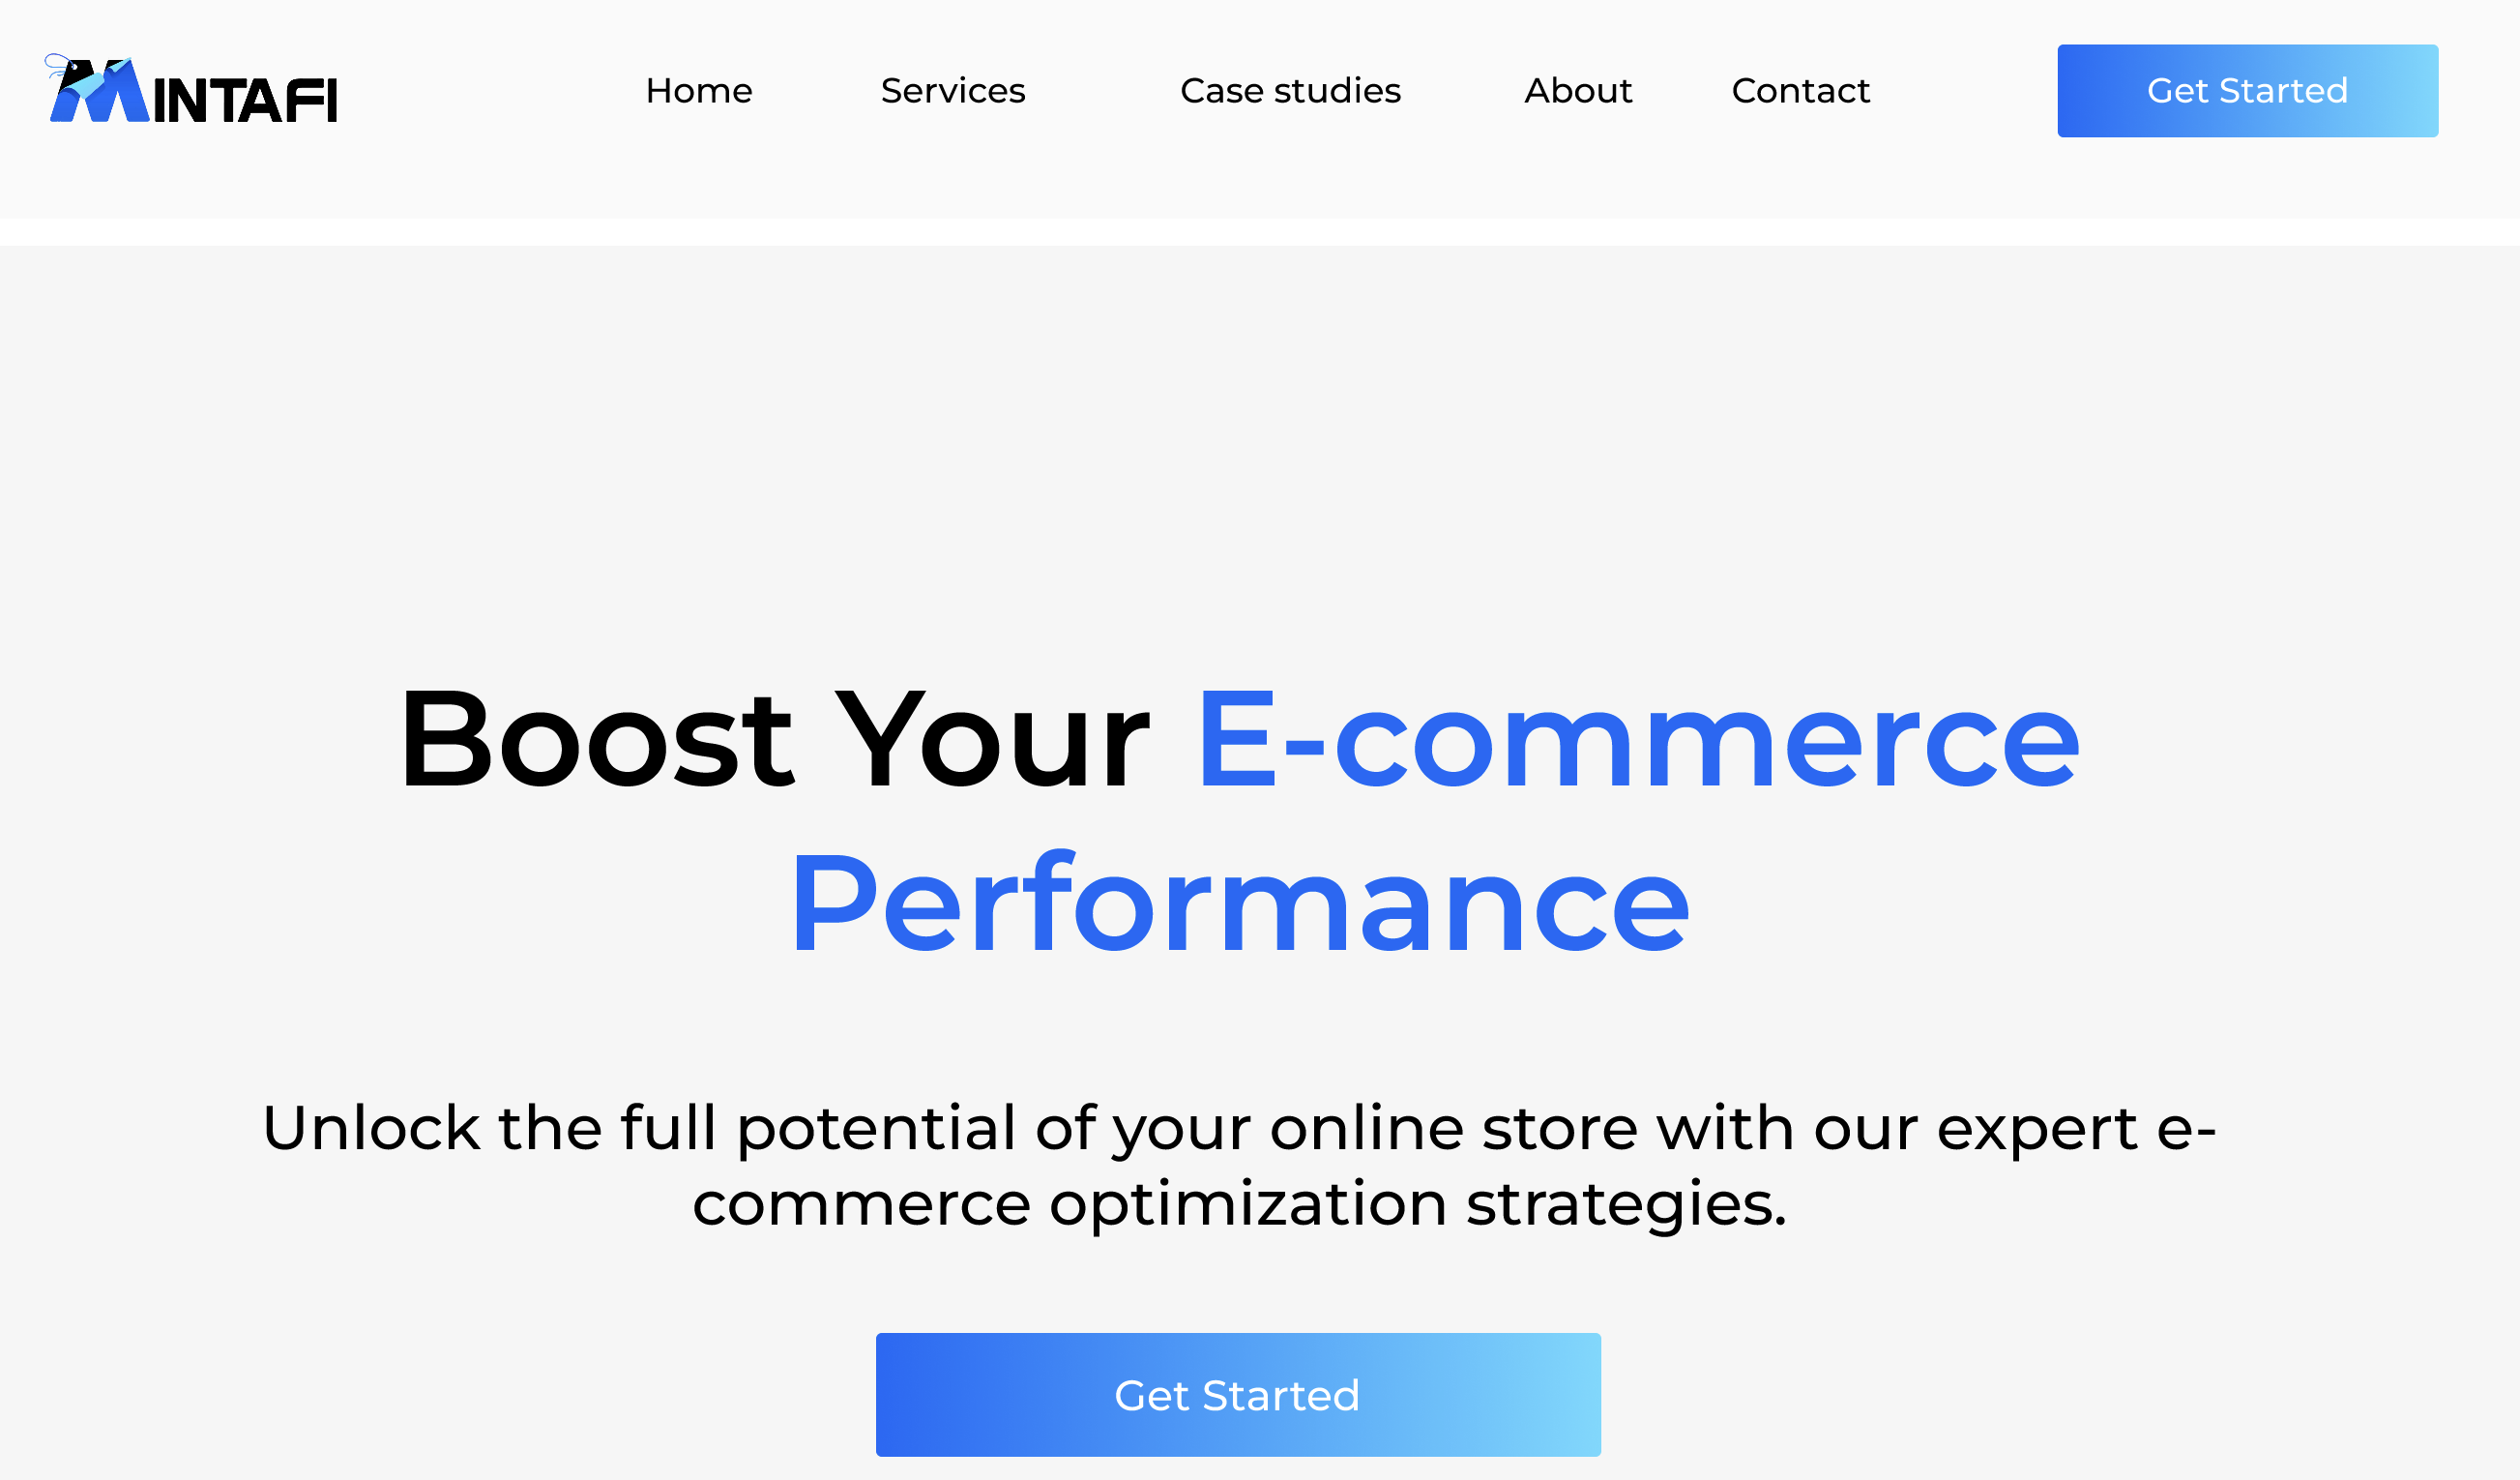 MINTAFI
Home
Services
Case studies
About
Contact
Get Started
Boost Your E-commerce
Performance
Unlock the full potential of your online store with our expert e-
commerce optimization strategies.
Get Started